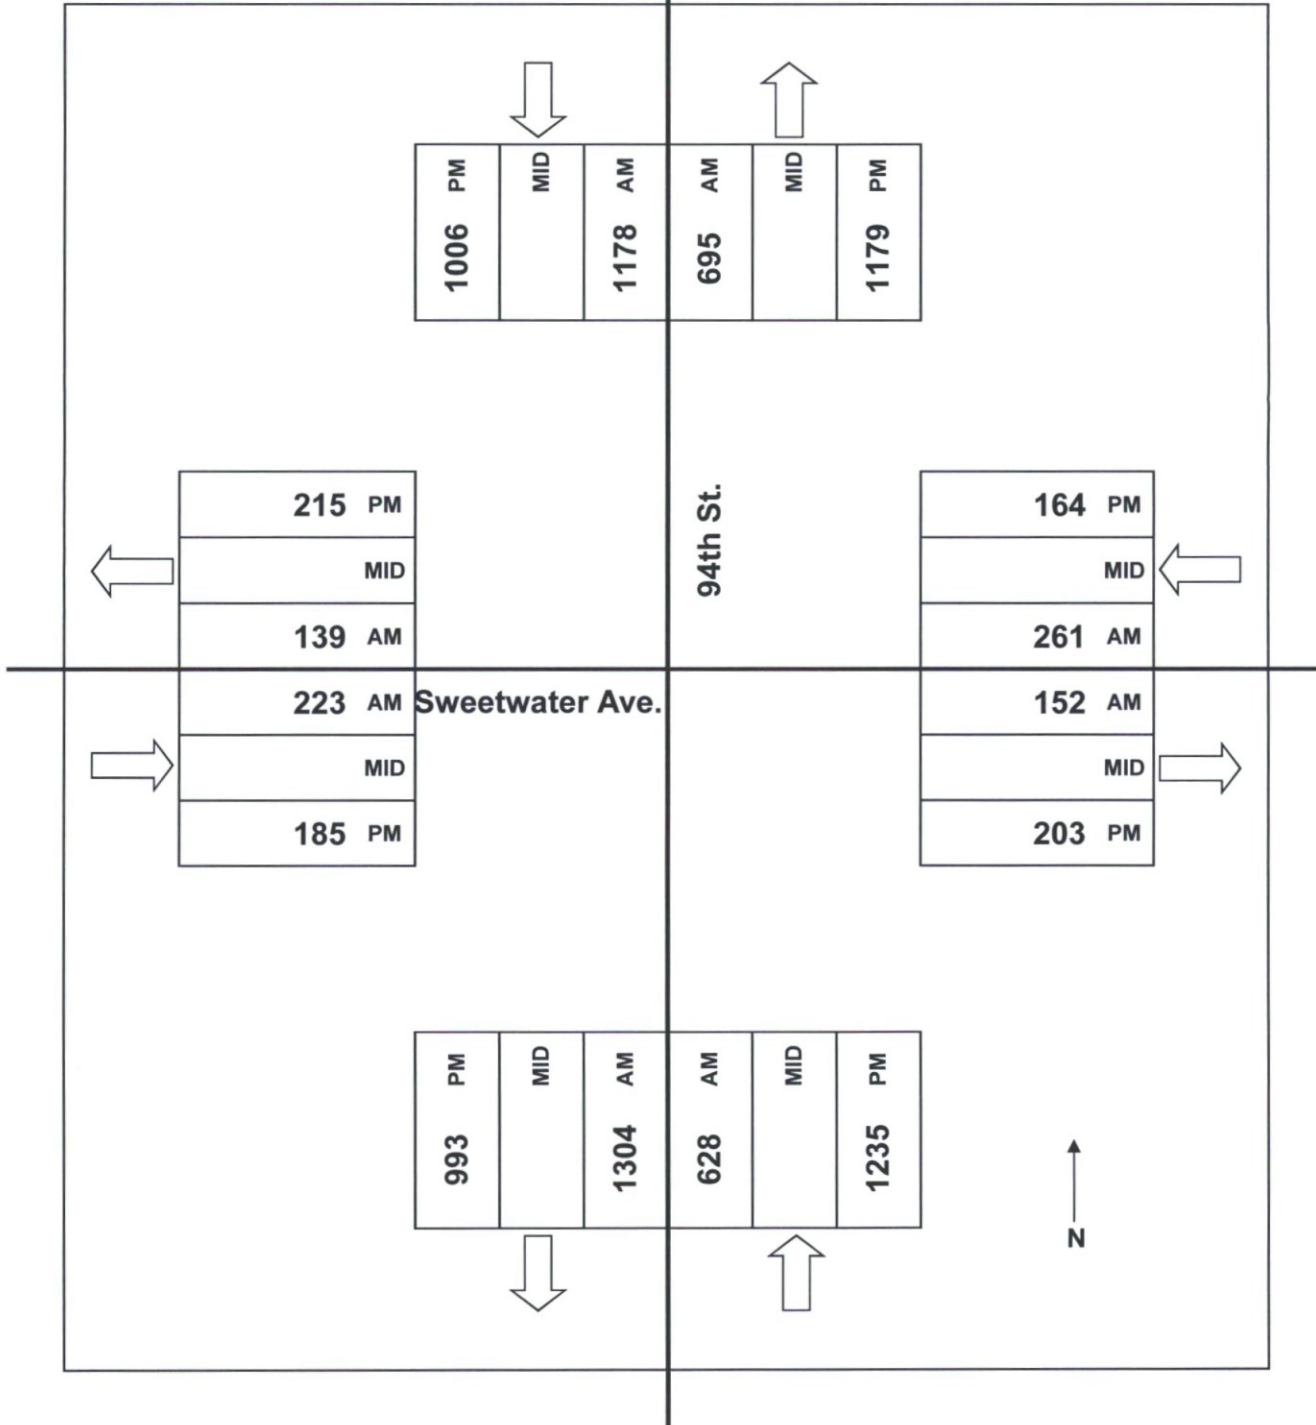 PM MID AM AM MID PM
1006 1178 695 1179
94th St.
215 PM
MID
139 AM
223 AM
MID
185 PM
Sweetwater Ave.
164 PM
MID
261 AM
152 AM
MID
203 PM
PM MID AM AM MID PM
993 1304 628 1235
N